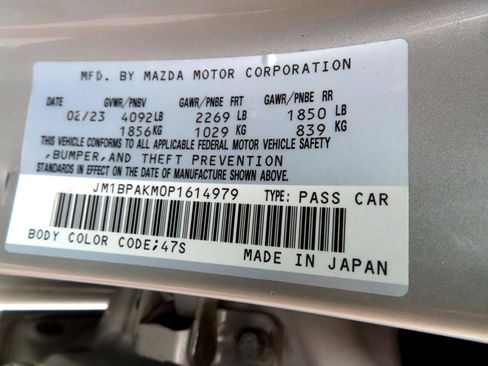 MFD. BY MAZDA MOTOR CORPORATION
DATE GVWR/PNBV GAWR/PNBE FRT GAWR/PNBE RR
02/23 4092LB 2269 LB 1850 LB
1856KG 1029 KG 839 KG
THIS VEHICLE CONFORMS TO ALL APPLICABLE FEDERAL MOTOR VEHICLE SAFETY
,BUMPER,AND THEFT PREVENTION
STANDARDS IN EFFECT ON THE DATE OF MANUFACTURE SHOWN ABOVE.
JM1BPAKM0P1614979 TYPE: PASS CAR
BODY COLOR CODE;47S
MADE IN JAPAN